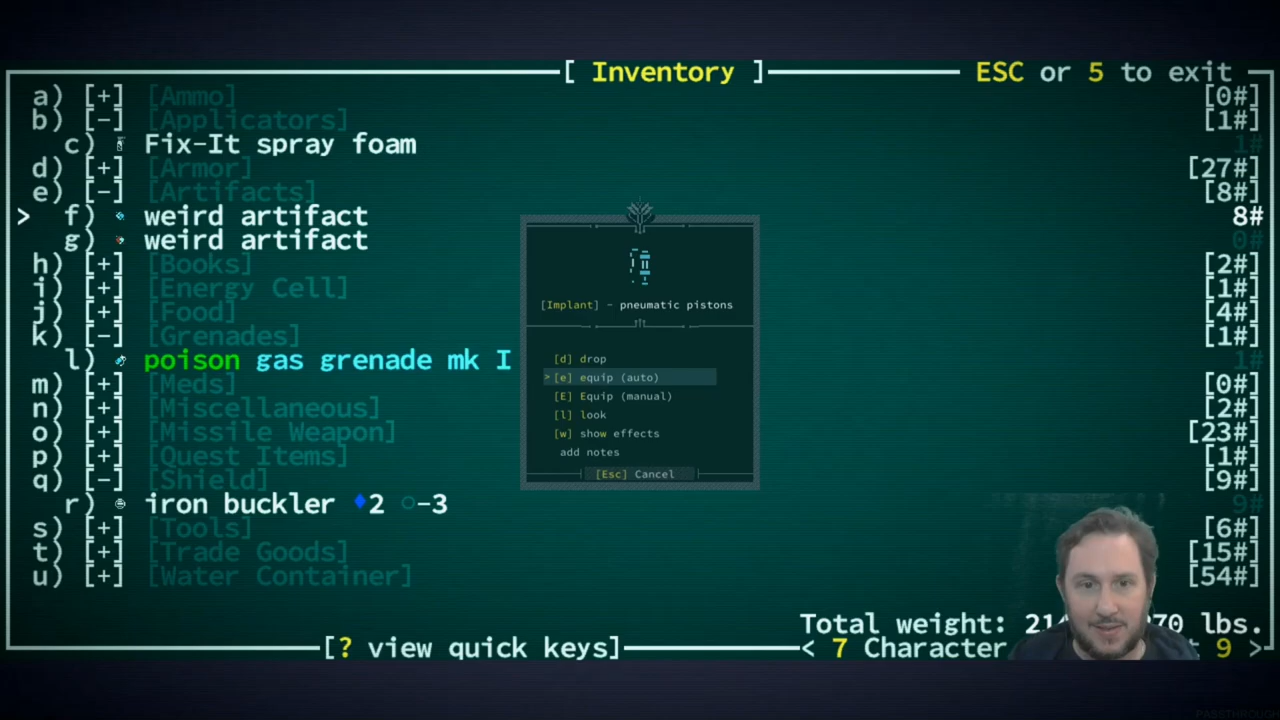 [ Inventory ] ESC or 5 to exit
a) [+] [Ammo] [0#]
b) [-] [Applicators] [1#]
c) Fix-It spray foam 1#
d) [+] [Armor] [27#]
e) [-] [Artifacts] [8#]
> f) weird artifact 8#
g) weird artifact 0#
h) [+] [Books] [2#]
i) [+] [Energy Cell] [1#]
j) [+] [Food] [4#]
k) [-] [Grenades] [1#]
l) poison gas grenade mk I 1#
m) [+] [Meds] [0#]
n) [+] [Miscellaneous] [2#]
o) [+] [Missile Weapon] [23#]
p) [+] [Quest Items] [1#]
q) [-] [Shield] [9#]
r) iron buckler ♦2 ○-3 9#
s) [+] [Tools] [6#]
t) [+] [Trade Goods] [15#]
u) [+] [Water Container] [54#]
[Implant] - pneumatic pistons
[d] drop
> [e] equip (auto)
[E] Equip (manual)
[l] look
[w] show effects
add notes
[Esc] Cancel
Total weight: lbs.
[? view quick keys] < 7 Character 9 >